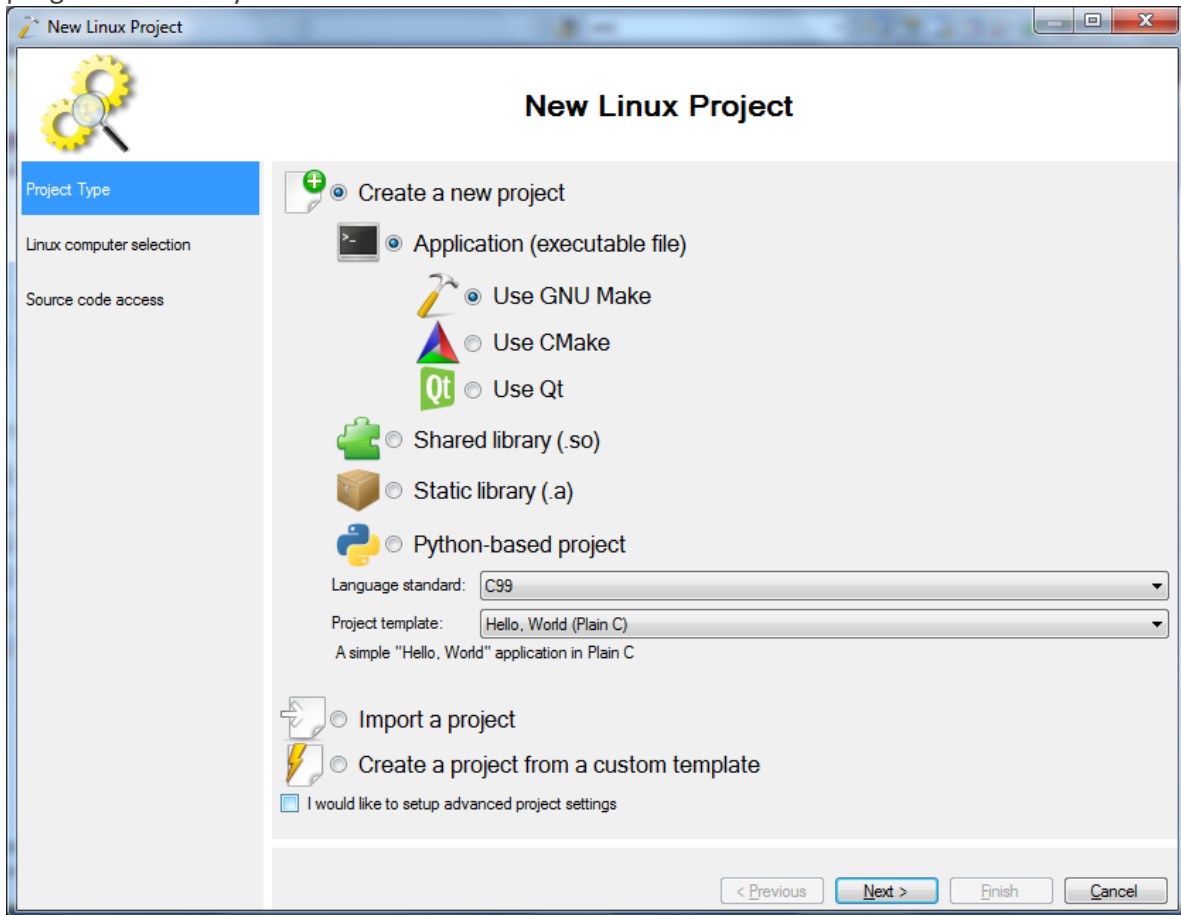 New Linux Project
New Linux Project
Project Type
Linux computer selection
Source code access
Create a new project
>_
Application (executable file)
Use GNU Make
Use CMake
Qt
Use Qt
Shared library (.so)
Static library (.a)
Python-based project
Language standard: C99
Project template: Hello, World (Plain C)
A simple "Hello, World" application in Plain C
Import a project
Create a project from a custom template
I would like to setup advanced project settings
< Previous Next > Finish Cancel